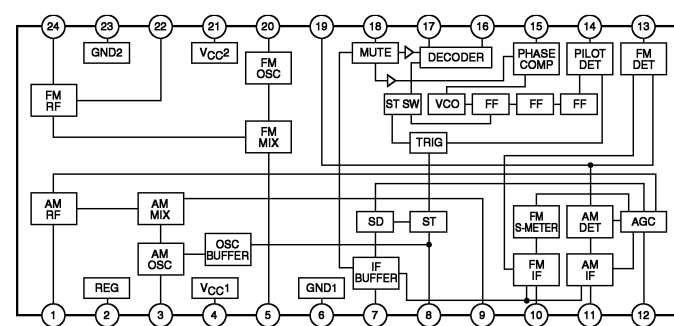 24 23 22 21 20 19 18 17 16 15 14 13
GND2
VCC2
FM
OSC
MUTE
DECODER
PHASE
COMP
PILOT
DET
FM
DET
FM
RF
ST SW
VCO
FF
FF
FF
FM
MIX
TRIG
AM
RF
AM
MIX
SD
ST
FM
S-METER
AM
DET
AGC
AM
OSC
OSC
BUFFER
IF
BUFFER
FM
IF
AM
IF
REG
VCC1
GND1
1 2 3 4 5 6 7 8 9 10 11 12